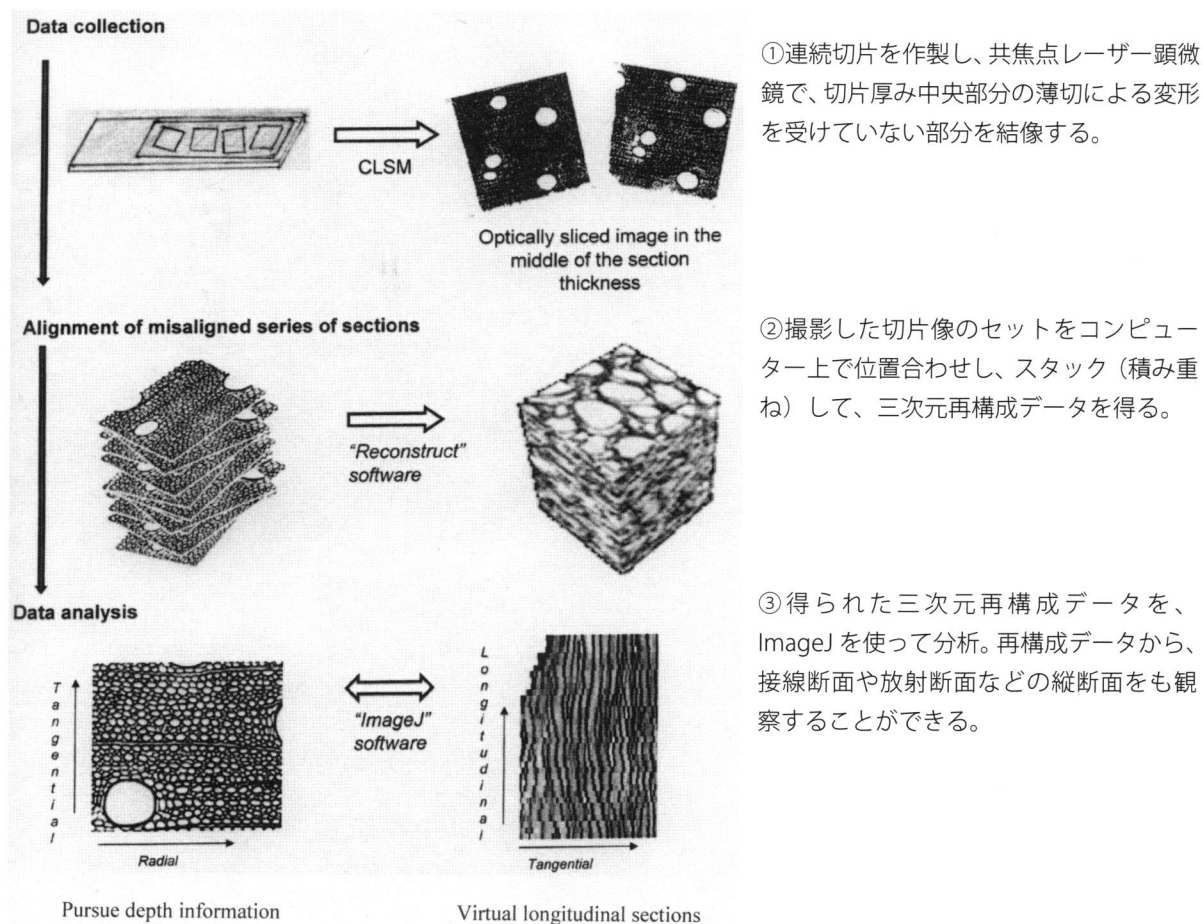 Data collection
①連続切片を作製し、共焦点レーザー顕微
鏡で、切片厚み中央部分の薄切による変形
を受けていない部分を結像する。
CLSM
Optically sliced image in the
middle of the section
thickness
Alignment of misaligned series of sections
②撮影した切片像のセットをコンピュー
ター上で位置合わせし、スタック（積み重
ね）して、三次元再構成データを得る。
“Reconstruct”
software
Data analysis
③得られた三次元再構成データを、
ImageJ を使って分析。再構成データから、
接線断面や放射断面などの縦断面をも観
察することができる。
Tangential
“ImageJ”
software
Longitudinal
Radial
Tangential
Pursue depth information
Virtual longitudinal sections